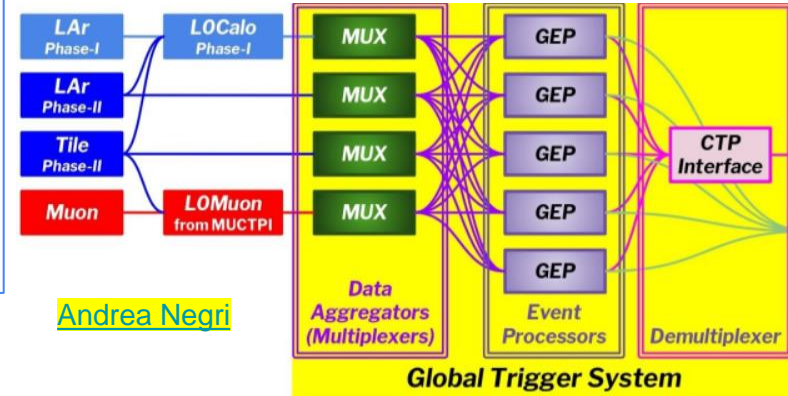 LAr
Phase-I
L0Calo
Phase-I
MUX
GEP
LAr
Phase-II
MUX
GEP
Tile
Phase-II
MUX
GEP
CTP
Interface
Muon
L0Muon
from MUCTPI
MUX
GEP
GEP
Data
Aggregators
(Multiplexers)
Event
Processors
Demultiplexer
Andrea Negri
Global Trigger System